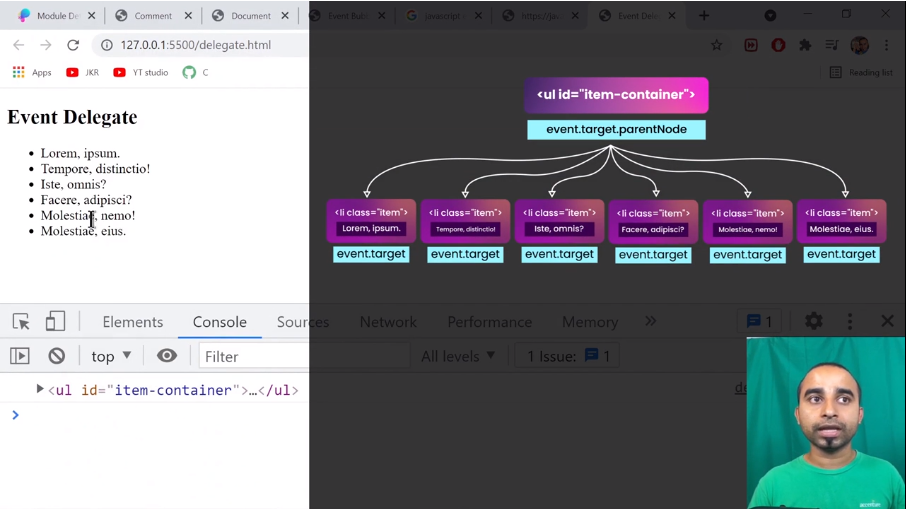 Module De
Comment
Document
Event Bub
javascript
https://jav
Event Dele
127.0.0.1:5500/delegate.html
Apps
JKR
YT studio
C
Reading list
Event Delegate
Lorem, ipsum.
Tempore, distinctio!
Iste, omnis?
Facere, adipisci?
Molestiae, nemo!
Molestiae, eius.
<ul id="item-container">
event.target.parentNode
<li class="item">
Lorem, ipsum.
event.target
<li class="item">
Tempore, distinctio!
event.target
<li class="item">
Iste, omnis?
event.target
<li class="item">
Facere, adipisci?
event.target
<li class="item">
Molestiae, nemo!
event.target
<li class="item">
Molestiae, eius.
event.target
Elements
Console
Sources
Network
Performance
Memory
1
top
Filter
All levels
1 Issue:
1
<ul id="item-container">…</ul>